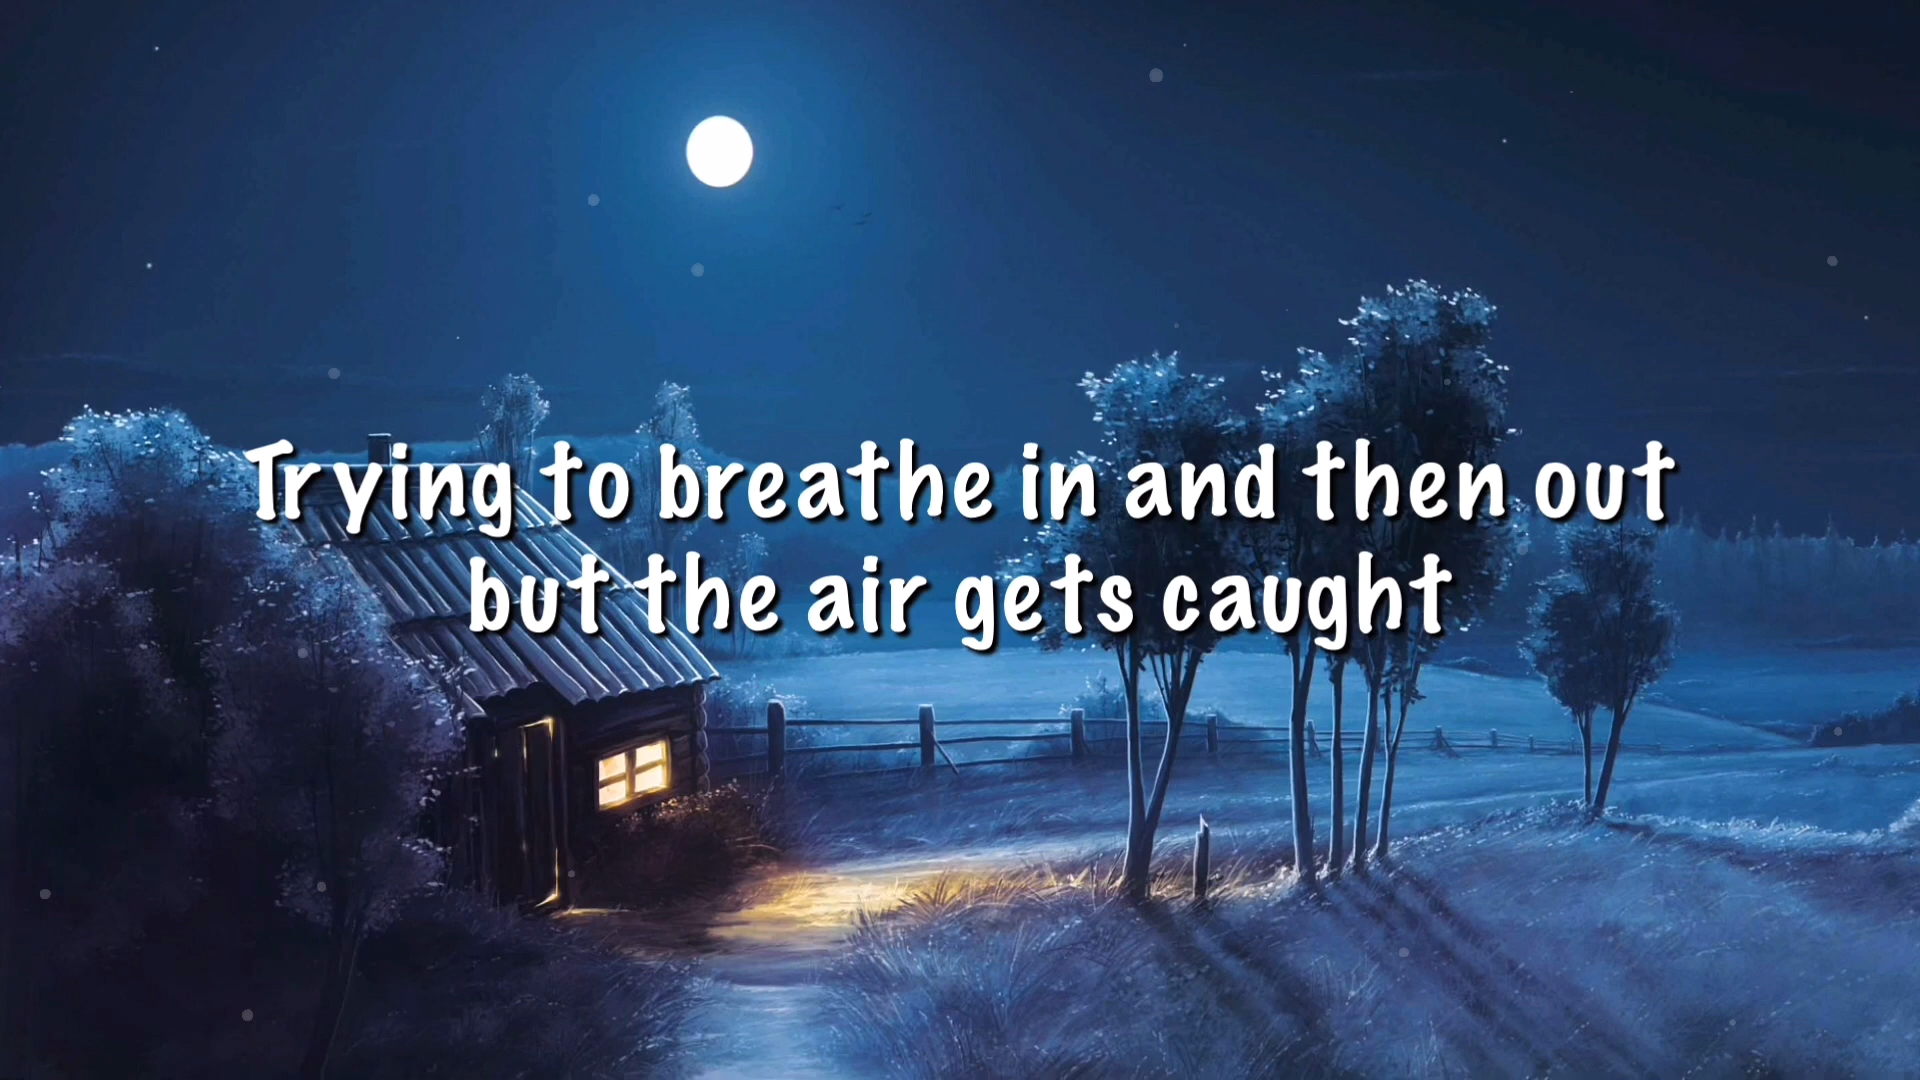 Trying to breathe in and then out
but the air gets caught